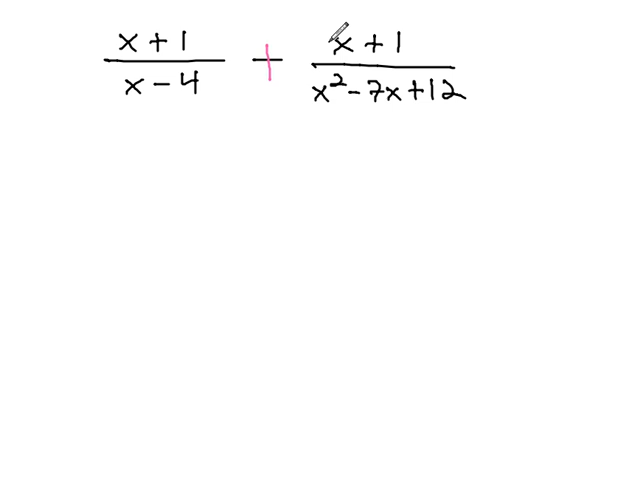 x + 1 x + 1
x - 4 + x² - 7x + 12